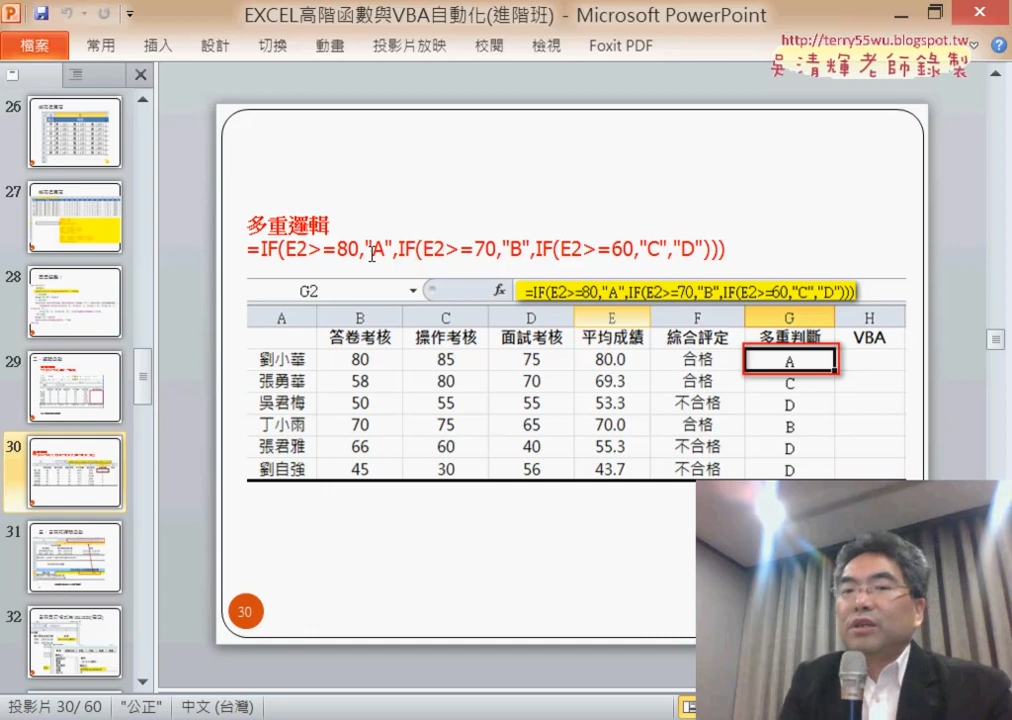 EXCEL高階函數與VBA自動化(進階班) - Microsoft PowerPoint
檔案 常用 插入 設計 切換 動畫 投影片放映 校閱 檢視 Foxit PDF
http://terry55wu.blogspot.tw
吳清輝老師錄製
26
27
28
29
30
31
32
多重邏輯
=IF(E2>=80,"A",IF(E2>=70,"B",IF(E2>=60,"C","D")))
G2 fx =IF(E2>=80,"A",IF(E2>=70,"B",IF(E2>=60,"C","D")))
A B C D E F G H
答卷考核 操作考核 面試考核 平均成績 綜合評定 多重判斷 VBA
劉小華 80 85 75 80.0 合格 A
張勇華 58 80 70 69.3 合格 C
吳君梅 50 55 55 53.3 不合格 D
丁小雨 70 75 65 70.0 合格 B
張君雅 66 60 40 55.3 不合格 D
劉自強 45 30 56 43.7 不合格 D
30
投影片 30/ 60 "公正" 中文 (台灣)